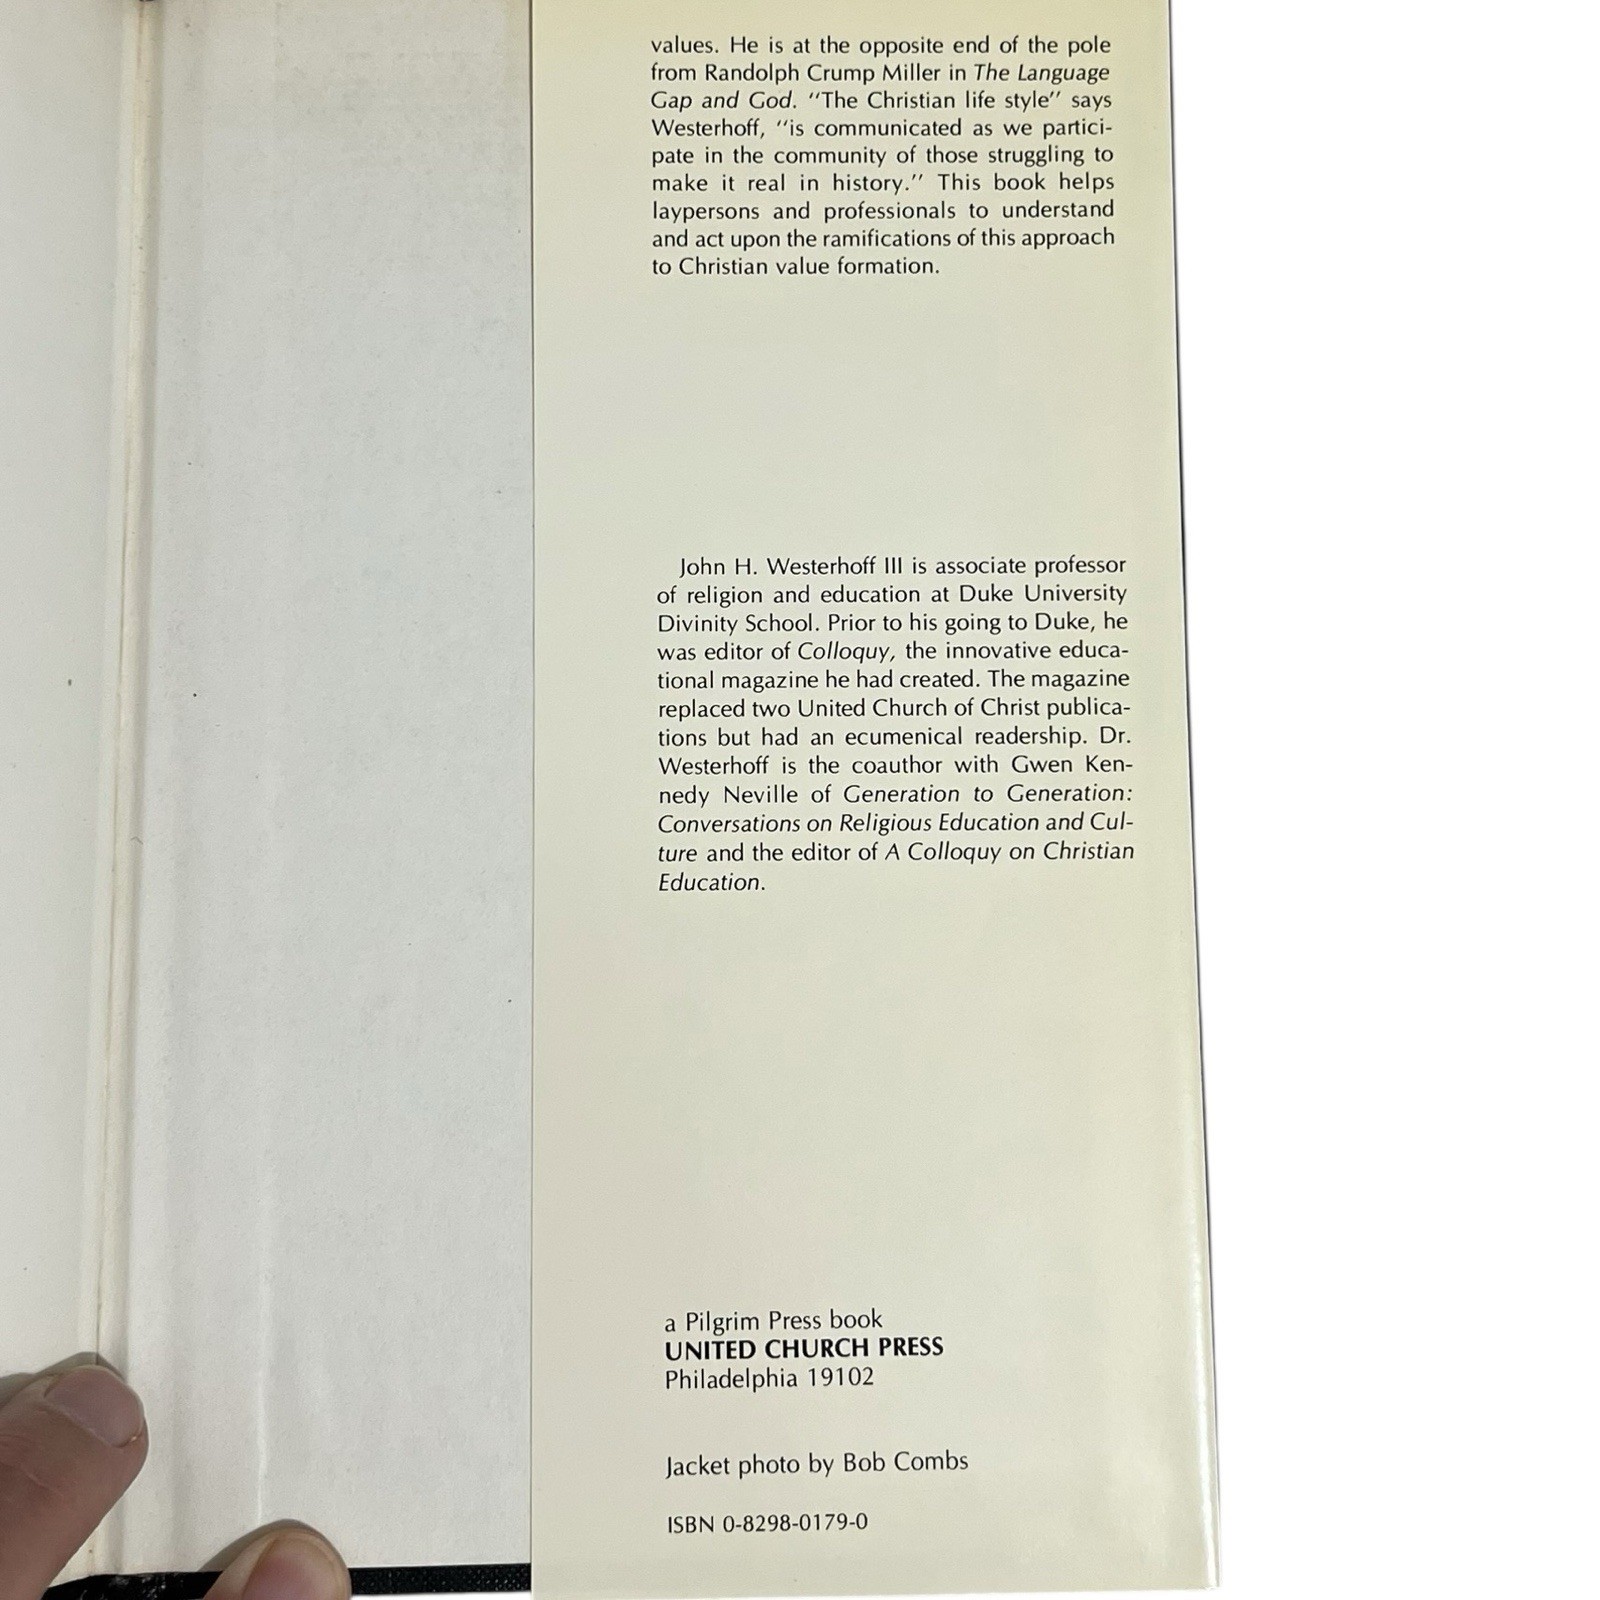 values. He is at the opposite end of the pole
from Randolph Crump Miller in The Language
Gap and God. "The Christian life style" says
Westerhoff, "is communicated as we partici-
pate in the community of those struggling to
make it real in history." This book helps
laypersons and professionals to understand
and act upon the ramifications of this approach
to Christian value formation.
John H. Westerhoff III is associate professor
of religion and education at Duke University
Divinity School. Prior to his going to Duke, he
was editor of Colloquy, the innovative educa-
tional magazine he had created. The magazine
replaced two United Church of Christ publica-
tions but had an ecumenical readership. Dr.
Westerhoff is the coauthor with Gwen Ken-
nedy Neville of Generation to Generation:
Conversations on Religious Education and Cul-
ture and the editor of A Colloquy on Christian
Education.
a Pilgrim Press book
UNITED CHURCH PRESS
Philadelphia 19102
Jacket photo by Bob Combs
ISBN 0-8298-0179-0